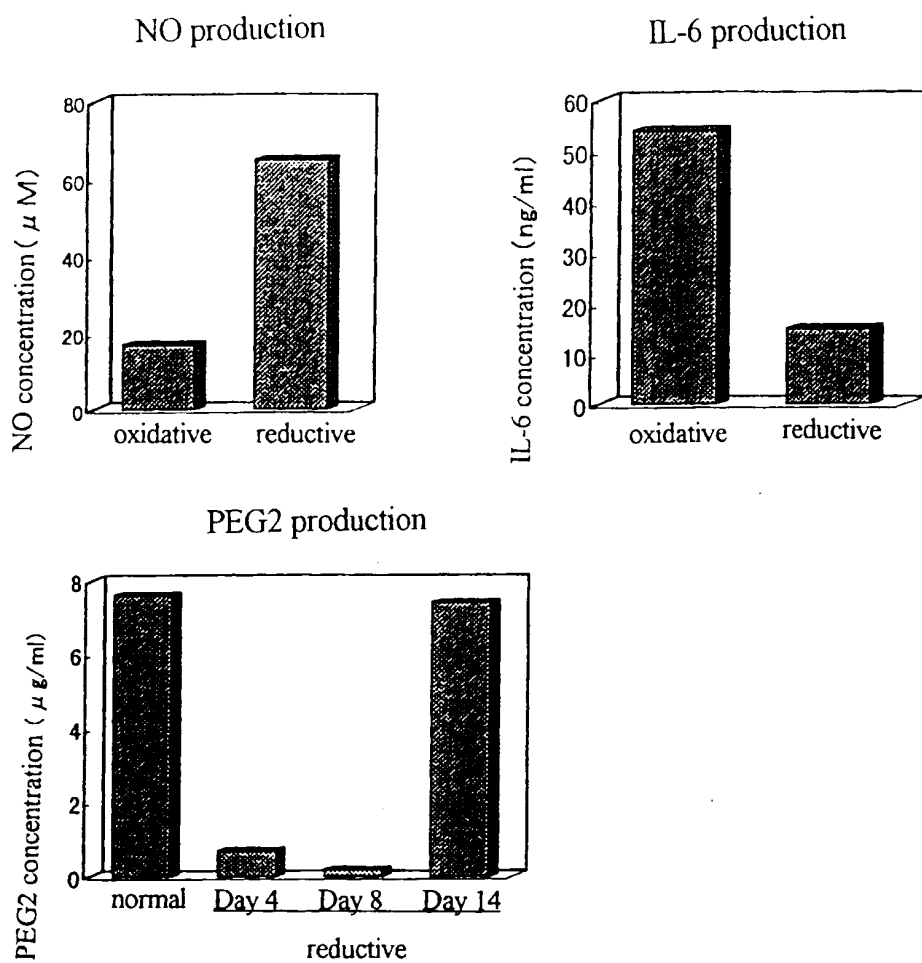 NO production
NO concentration ( μ M)
80
60
40
20
0
oxidative reductive
IL-6 production
IL-6 concentration (ng/ml)
60
50
40
30
20
10
0
oxidative reductive
PEG2 production
PEG2 concentration ( μ g/ml)
8
6
4
2
0
normal Day 4 Day 8 Day 14
reductive